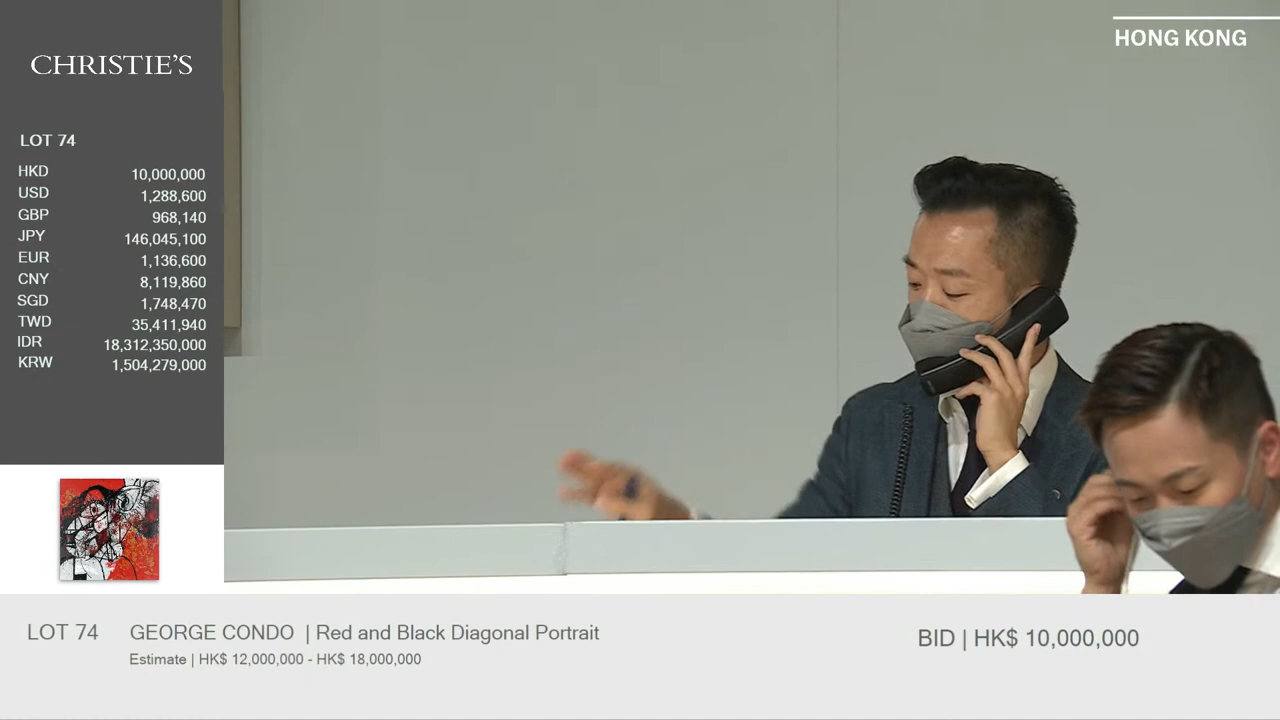 CHRISTIE'S
HONG KONG
LOT 74
HKD 10,000,000
USD 1,288,600
GBP 968,140
JPY 146,045,100
EUR 1,136,600
CNY 8,119,860
SGD 1,748,470
TWD 35,411,940
IDR 18,312,350,000
KRW 1,504,279,000
LOT 74 GEORGE CONDO | Red and Black Diagonal Portrait
Estimate | HK$ 12,000,000 - HK$ 18,000,000
BID | HK$ 10,000,000